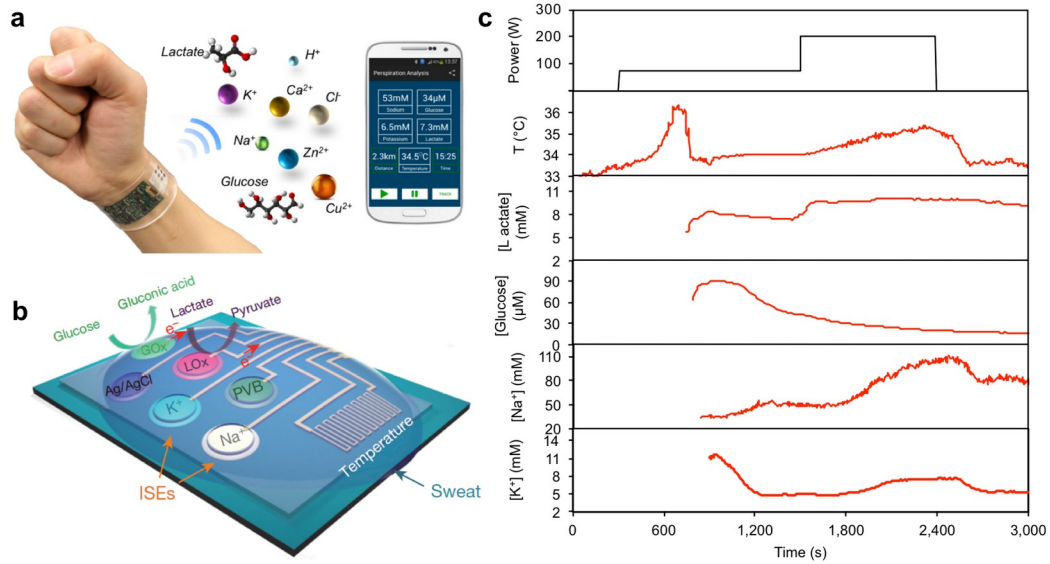 a
Lactate
H⁺
K⁺
Ca²⁺
Cl⁻
Na⁺
Zn²⁺
Glucose
Cu²⁺
13:37
Perspiration Analysis
53mM
Sodium
34µM
Glucose
6.5mM
Potassium
7.3mM
Lactate
2.3km
Distance
34.5°C
Temperature
15:25
Time
TRACK
b
Gluconic acid
Glucose
Lactate
Pyruvate
e⁻
GOx
LOx
e⁻
Ag/AgCl
PVB
K⁺
Na⁺
Temperature
ISEs
Sweat
c
Power (W)
300
200
100
T (°C)
36
35
34
33
[L actate]
(mM)
11
8
5
2
[Glucose]
(µM)
90
60
30
0
[Na⁺] (mM)
110
80
50
20
[K⁺] (mM)
14
11
8
5
2
0
600
1,200
1,800
2,400
3,000
Time (s)